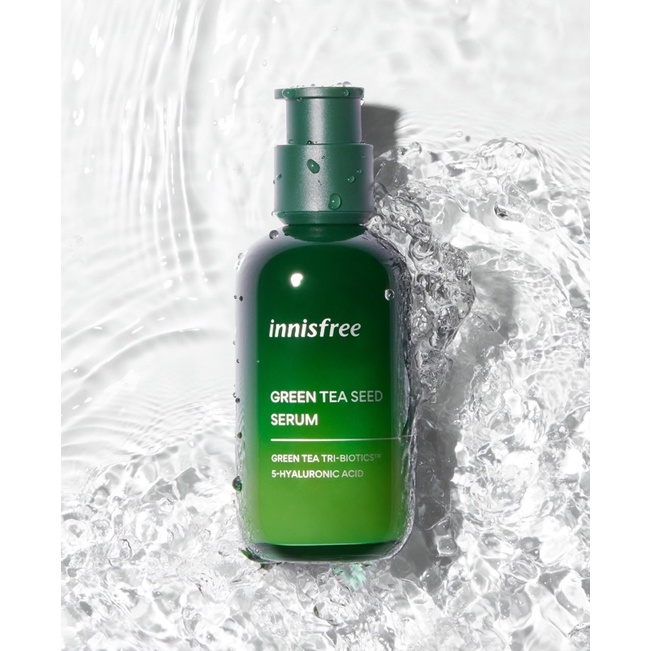 innisfree
GREEN TEA SEED
SERUM
GREEN TEA TRI-BIOTICS™
5-HYALURONIC ACID